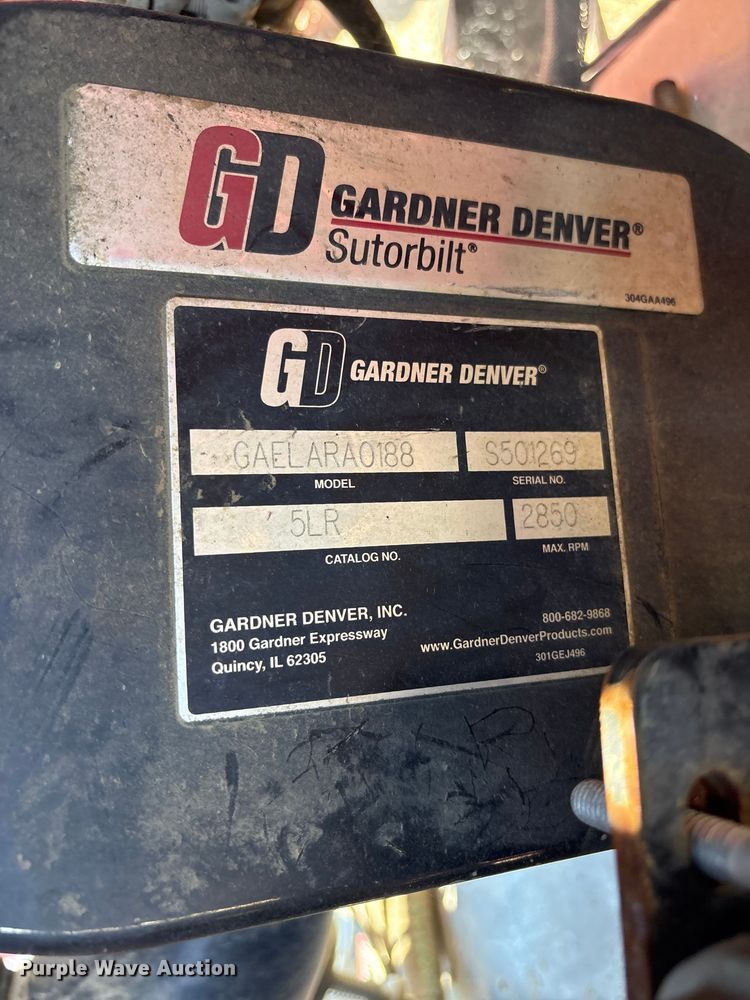 GD GARDNER DENVER®
Sutorbilt®
304GAA496
GD GARDNER DENVER®
GAELARA0188 S501269
MODEL SERIAL NO.
5LR 2850
CATALOG NO. MAX. RPM
GARDNER DENVER, INC.
1800 Gardner Expressway
Quincy, IL 62305
800-682-9868
www.GardnerDenverProducts.com
301GEJ496
Purple Wave Auction